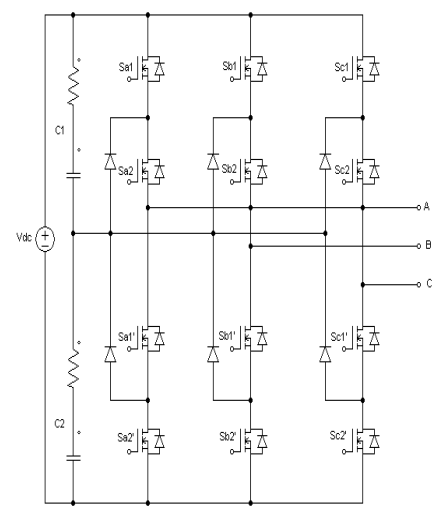 Sa1
Sb1
Sc1
C1
Sa2
Sb2
Sc2
A
Vdc
B
C
Sa1'
Sb1'
Sc1'
C2
Sa2'
Sb2'
Sc2'